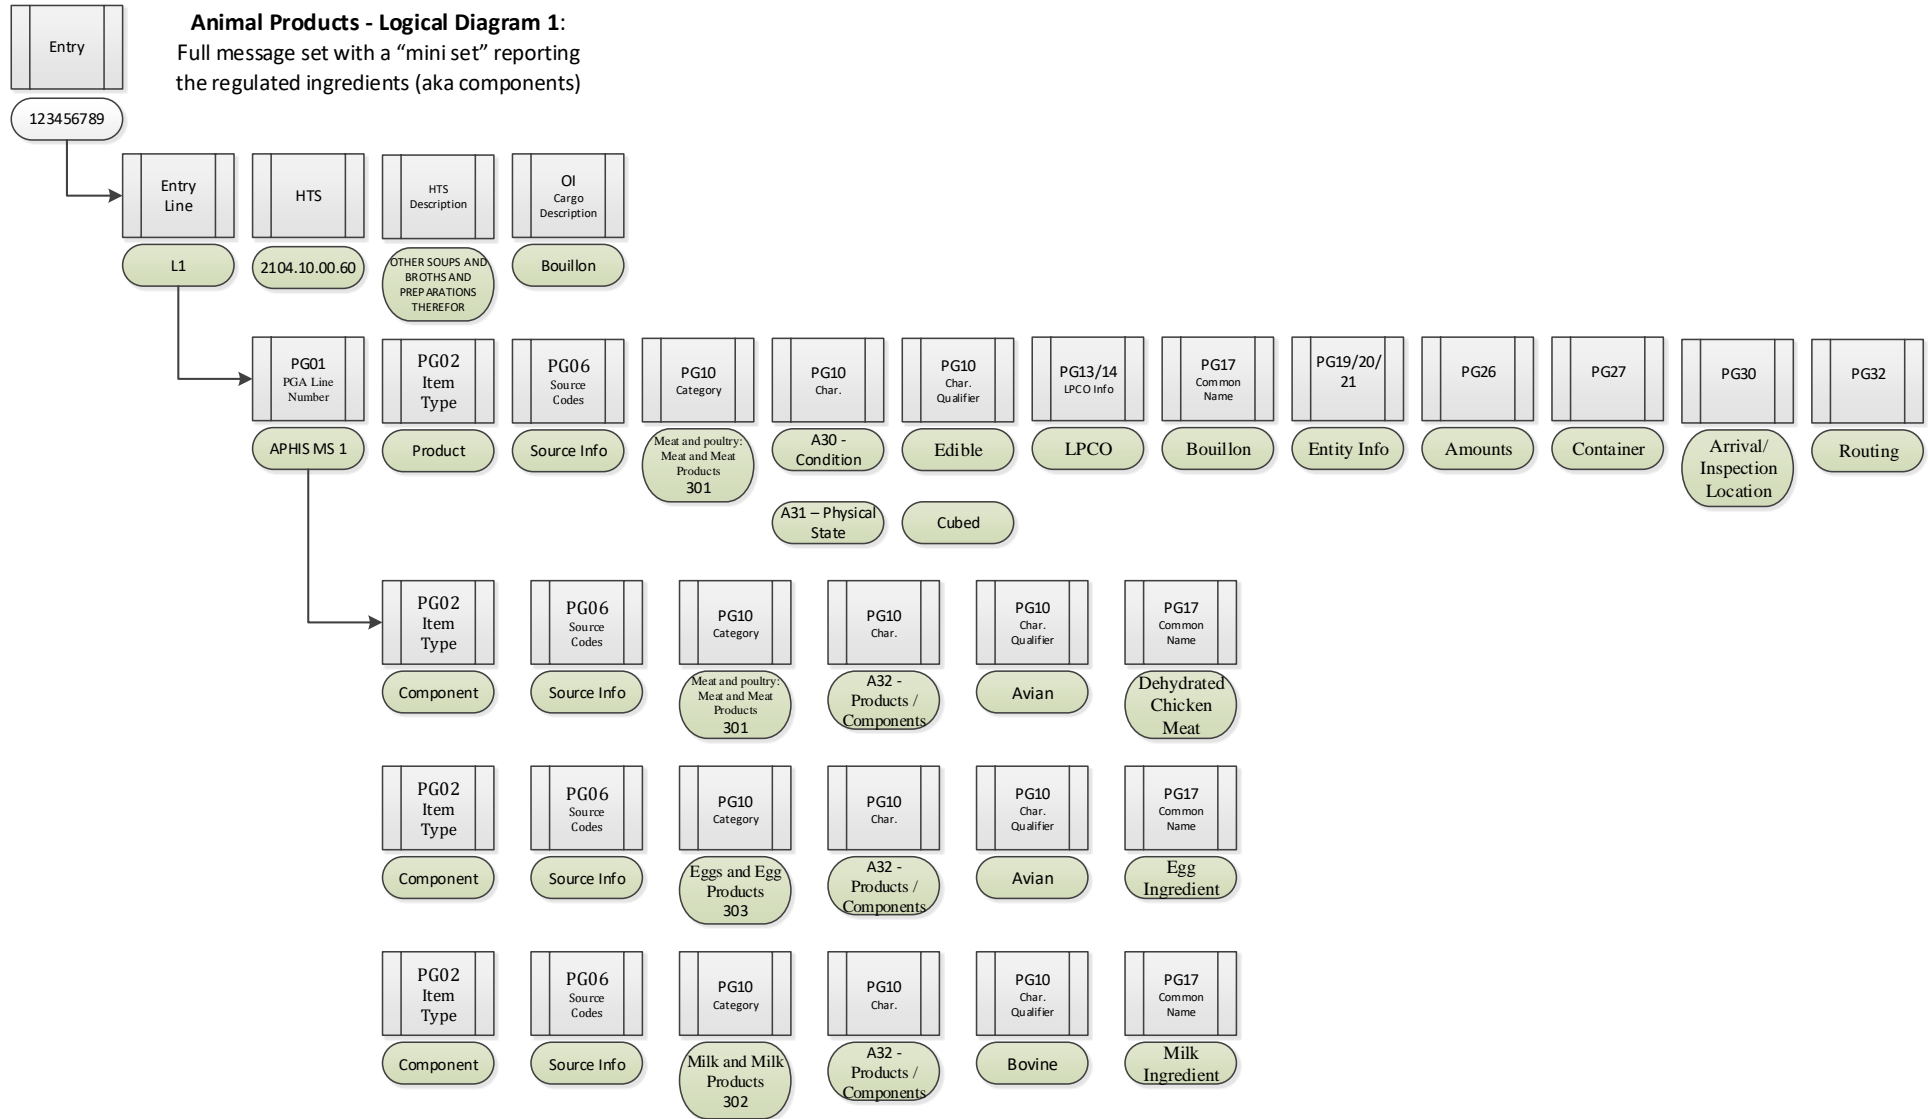 Entry
Animal Products - Logical Diagram 1:
Full message set with a “mini set” reporting
the regulated ingredients (aka components)
123456789
Entry
Line
HTS
HTS
Description
OI
Cargo
Description
L1
2104.10.00.60
OTHER SOUPS AND
BROTHS AND
PREPARATIONS
THEREFOR
Bouillon
PG01
PGA Line
Number
PG02
Item
Type
PG06
Source
Codes
PG10
Category
PG10
Char.
PG10
Char.
Qualifier
PG13/14
LPCO Info
PG17
Common
Name
PG19/20/
21
PG26
PG27
PG30
PG32
APHIS MS 1
Product
Source Info
Meat and poultry:
Meat and Meat
Products
301
A30 -
Condition
Edible
LPCO
Bouillon
Entity Info
Amounts
Container
Arrival/
Inspection
Location
Routing
A31 – Physical
State
Cubed
PG02
Item
Type
PG06
Source
Codes
PG10
Category
PG10
Char.
PG10
Char.
Qualifier
PG17
Common
Name
Component
Source Info
Meat and poultry:
Meat and Meat
Products
301
A32 -
Products /
Components
Avian
Dehydrated
Chicken
Meat
PG02
Item
Type
PG06
Source
Codes
PG10
Category
PG10
Char.
PG10
Char.
Qualifier
PG17
Common
Name
Component
Source Info
Eggs and Egg
Products
303
A32 -
Products /
Components
Avian
Egg
Ingredient
PG02
Item
Type
PG06
Source
Codes
PG10
Category
PG10
Char.
PG10
Char.
Qualifier
PG17
Common
Name
Component
Source Info
Milk and Milk
Products
302
A32 -
Products /
Components
Bovine
Milk
Ingredient